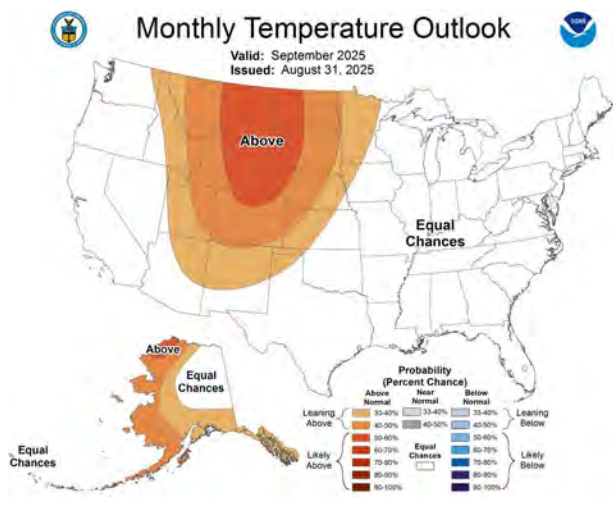 Monthly Temperature Outlook
Valid: September 2025
Issued: August 31, 2025
Above
Equal
Chances
Above
Equal
Chances
Equal
Chances
Probability
(Percent Chance)
Above
Normal
Near
Normal
Below
Normal
Leaning
Above
33-40%
33-40%
33-40%
Leaning
Below
40-50%
40-50%
40-50%
Likely
Above
50-60%
60-70%
70-80%
80-90%
90-100%
Equal
Chances
50-60%
60-70%
70-80%
80-90%
90-100%
Likely
Below